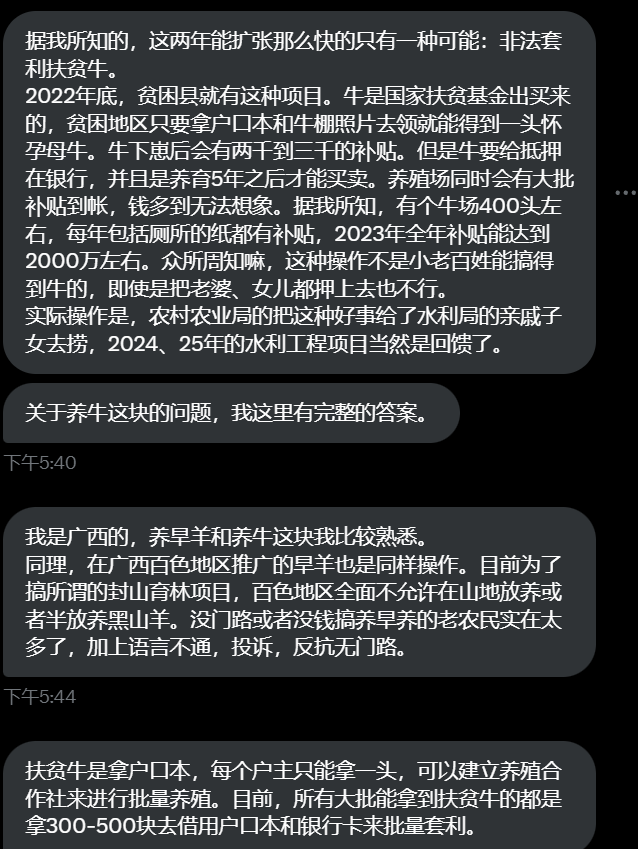 据我所知的，这两年能扩张那么快的只有一种可能：非法套
利扶贫牛。
2022年底，贫困县就有这种项目。牛是国家扶贫基金出买来
的，贫困地区只要拿户口本和牛棚照片去领就能得到一头怀
孕母牛。牛下崽后会有两千到三千的补贴。但是牛要给抵押
在银行，并且是养育5年之后才能买卖。养殖场同时会有大批
补贴到帐，钱多到无法想象。据我所知，有个牛场400头左
右，每年包括厕所的纸都有补贴，2023年全年补贴能达到
2000万左右。众所周知嘛，这种操作不是小老百姓能搞得
到牛的，即使是把老婆、女儿都押上去也不行。
实际操作是，农村农业局的把这种好事给了水利局的亲戚子
女去捞，2024、25年的水利工程项目当然是回馈了。
关于养牛这块的问题，我这里有完整的答案。
下午5:40
我是广西的，养旱羊和养牛这块我比较熟悉。
同理，在广西百色地区推广的旱羊也是同样操作。目前为了
搞所谓的封山育林项目，百色地区全面不允许在山地放养或
者半放养黑山羊。没门路或者没钱搞养旱养的老农民实在太
多了，加上语言不通，投诉，反抗无门路。
下午5:44
扶贫牛是拿户口本，每个户主只能拿一头，可以建立养殖合
作社来进行批量养殖。目前，所有大批能拿到扶贫牛的都是
拿300-500块去借用户口本和银行卡来批量套利。